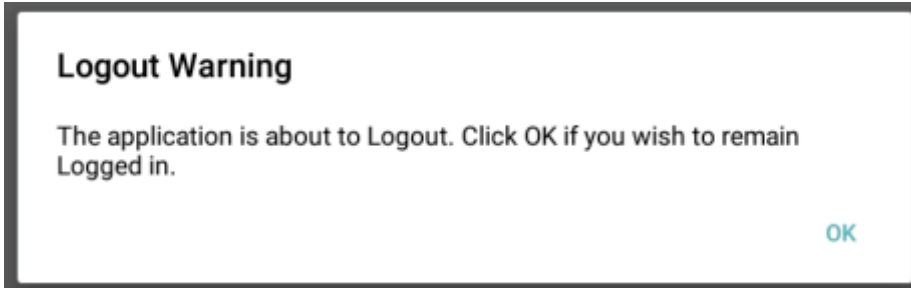 Logout Warning
The application is about to Logout. Click OK if you wish to remain
Logged in.
OK